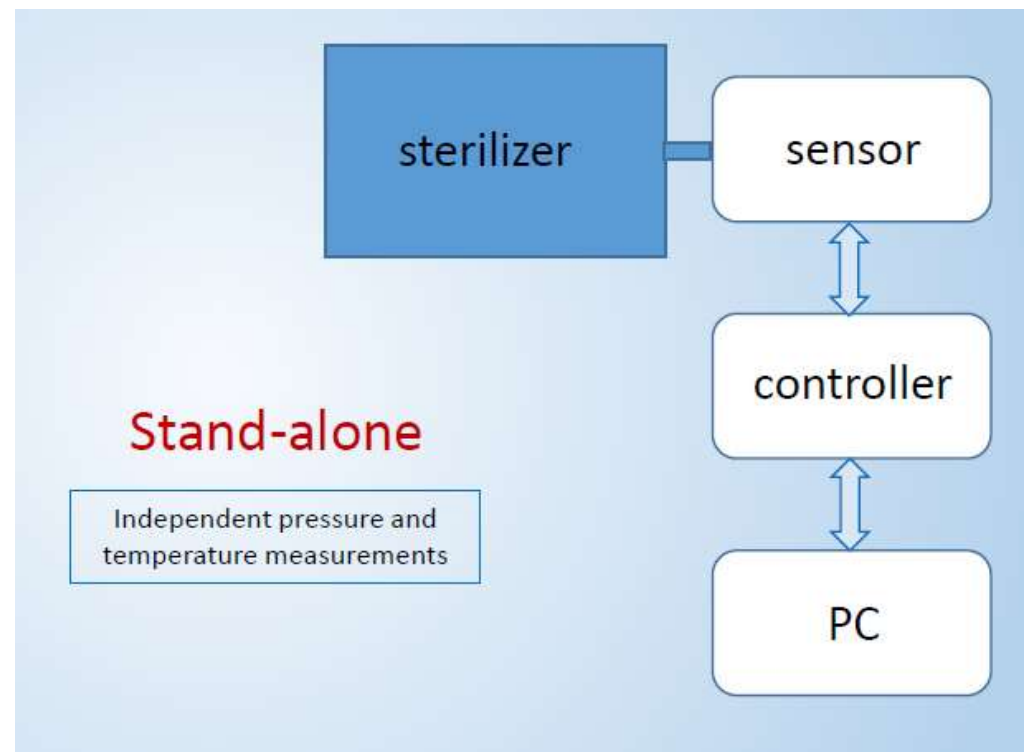 sterilizer
sensor
controller
Stand-alone
Independent pressure and
temperature measurements
PC